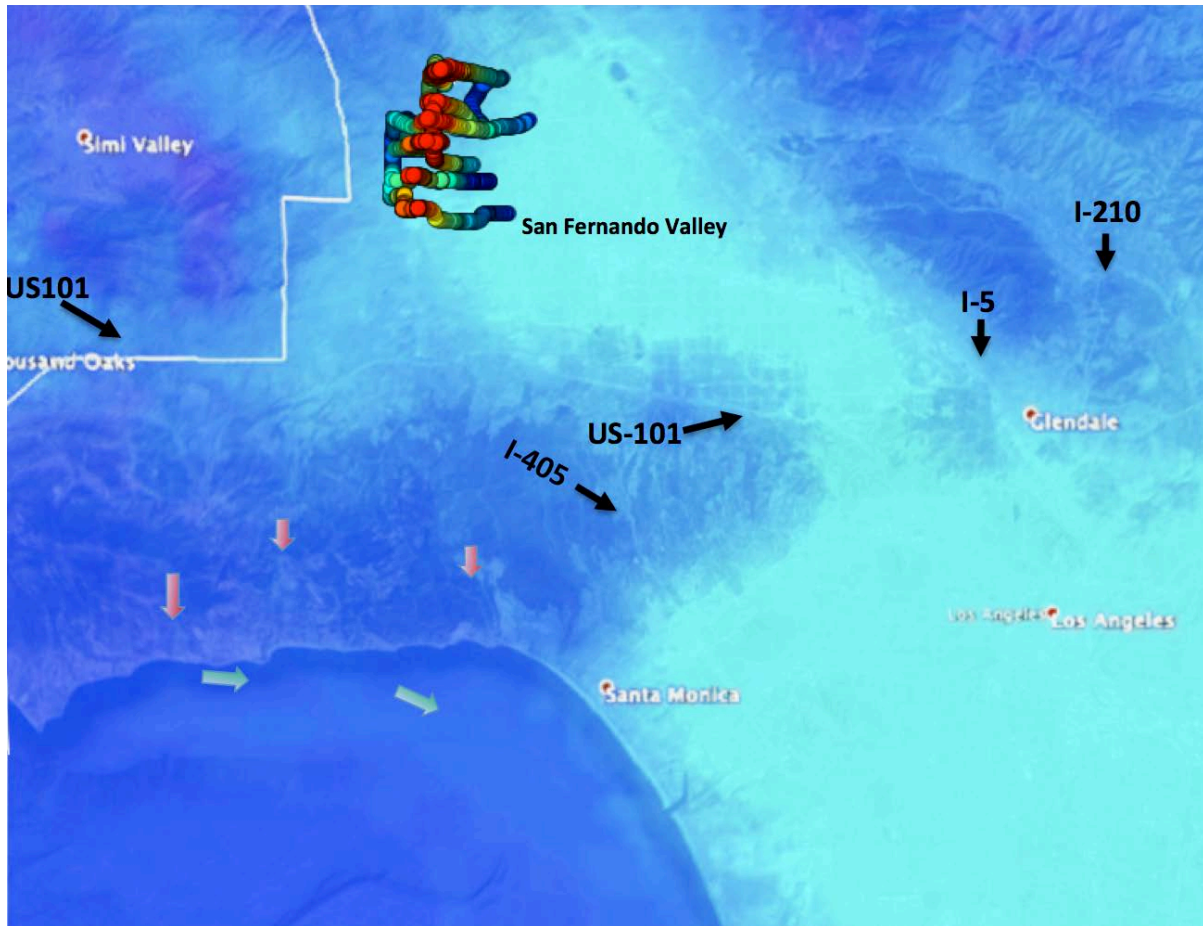 Simi Valley
San Fernando Valley
I-210
US101
I-5
ousand Oaks
Glendale
US-101
I-405
Los Angeles
Los Angeles
Santa Monica